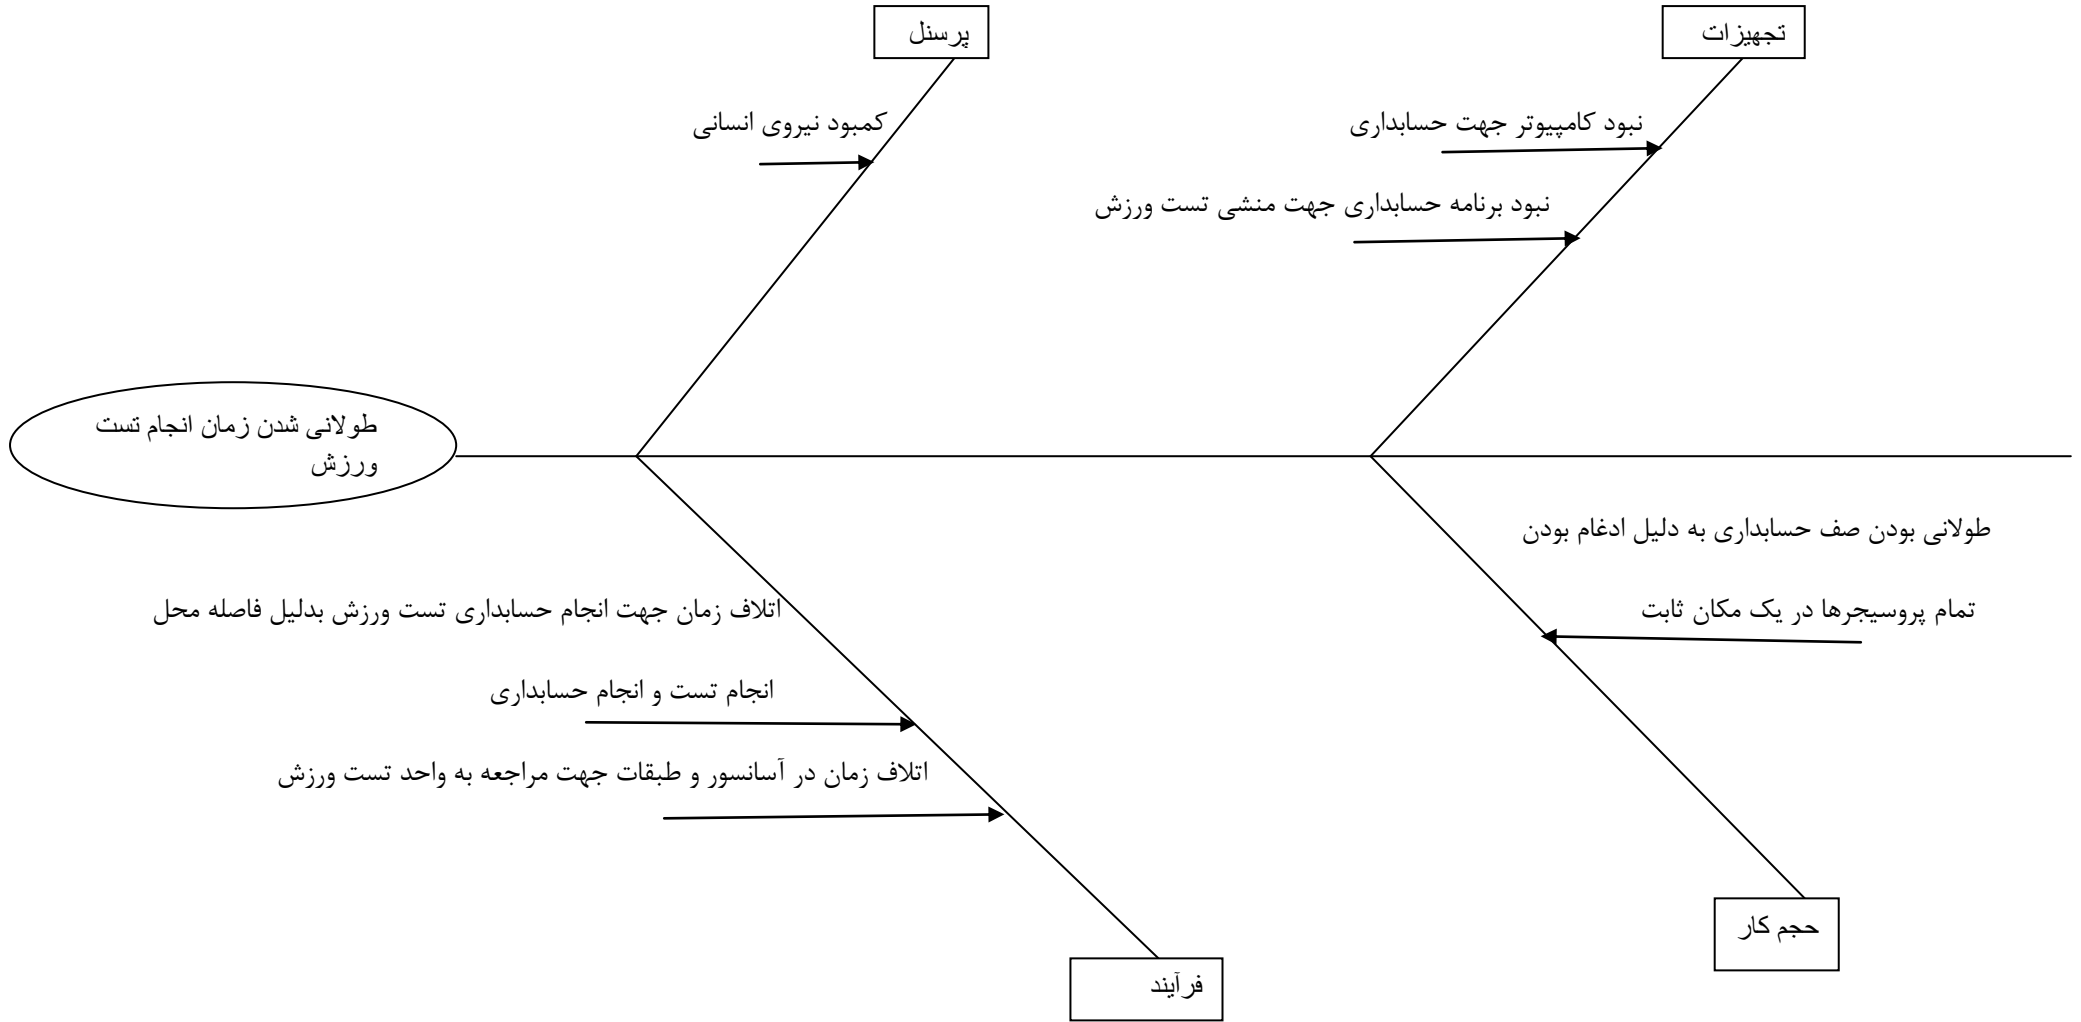 تجهیزات
پرسنل
نبود کامپیوتر جهت حسابداری
کمبود نیروی انسانی
نبود برنامه حسابداری جهت منشی تست ورزش
طولانی شدن زمان انجام تست
ورزش
طولانی بودن صف حسابداری به دلیل ادغام بودن
تمام پروسیجرها در یک مکان ثابت
اتلاف زمان جهت انجام حسابداری تست ورزش بدلیل فاصله محل
انجام تست و انجام حسابداری
اتلاف زمان در آسانسور و طبقات جهت مراجعه به واحد تست ورزش
حجم کار
فرآیند